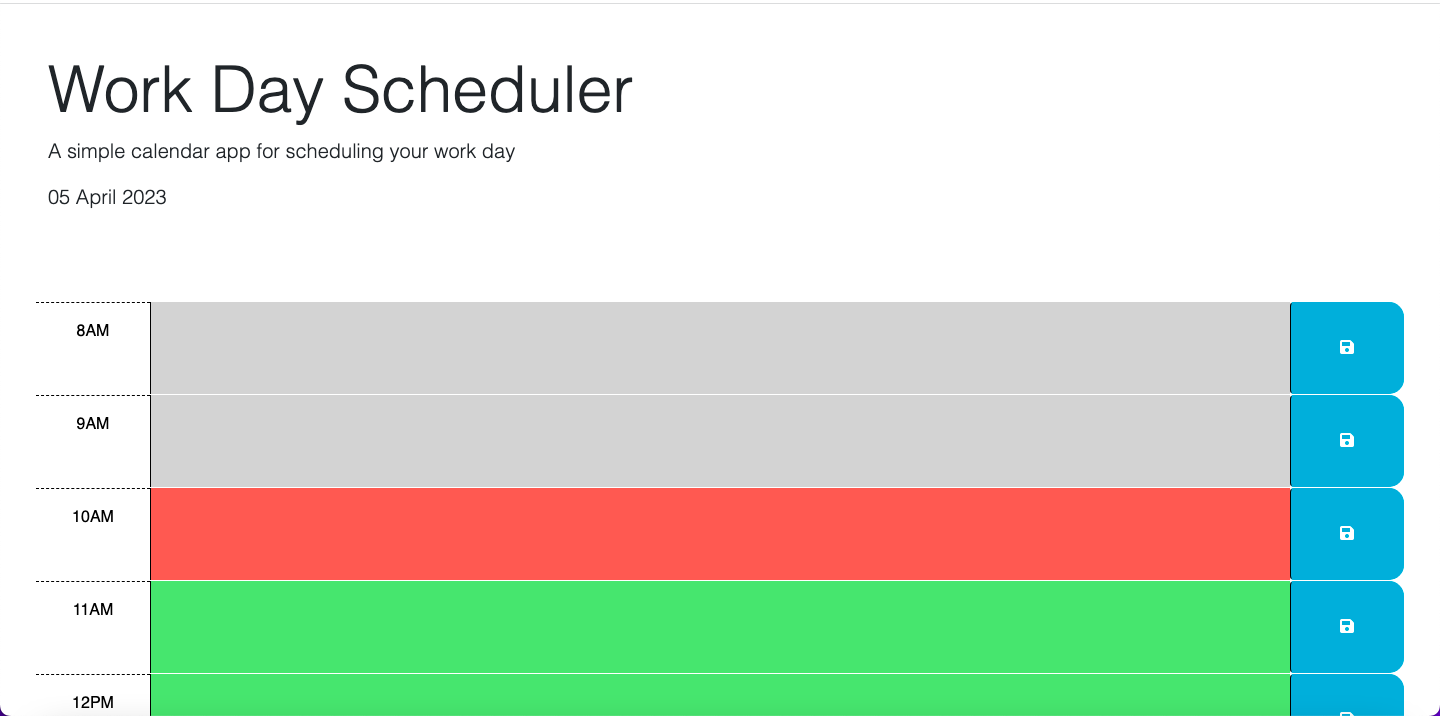 Work Day Scheduler
A simple calendar app for scheduling your work day
05 April 2023
8AM
9AM
10AM
11AM
12PM